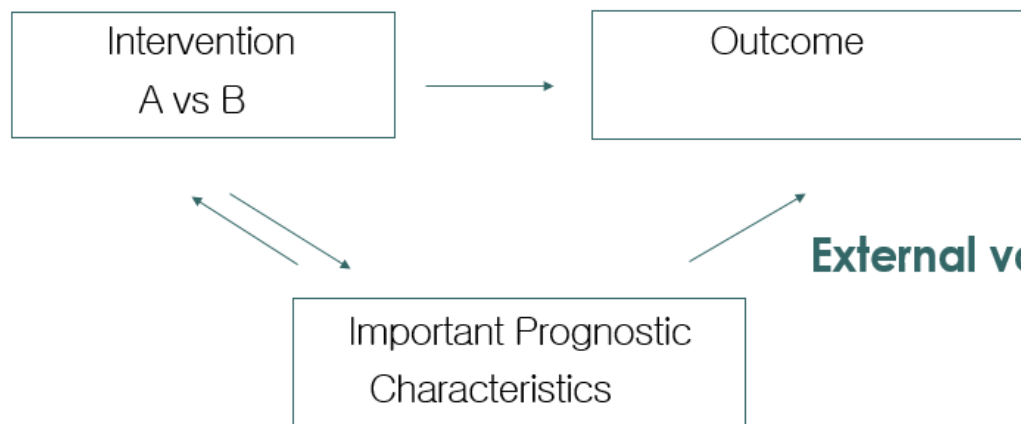 Intervention
A vs B
Outcome
External
Important Prognostic
Characteristics